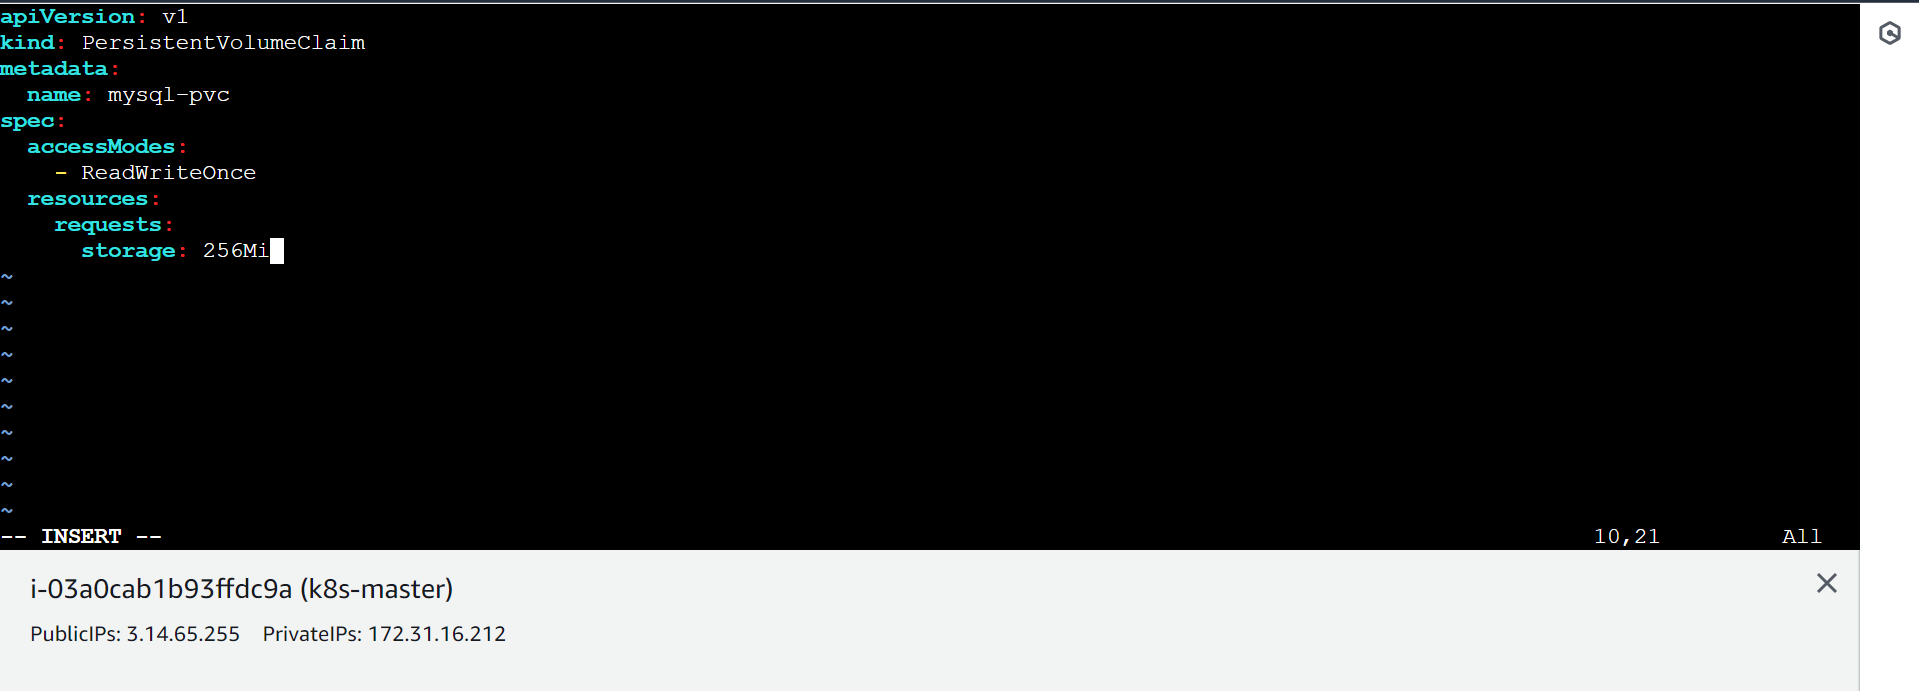 apiVersion: v1
kind: PersistentVolumeClaim
metadata:
  name: mysql-pvc
spec:
  accessModes:
    - ReadWriteOnce
  resources:
    requests:
      storage: 256Mi
~
~
~
~
~
~
~
~
~
~
-- INSERT -- 10,21 All
i-03a0cab1b93ffdc9a (k8s-master)
PublicIPs: 3.14.65.255 PrivateIPs: 172.31.16.212